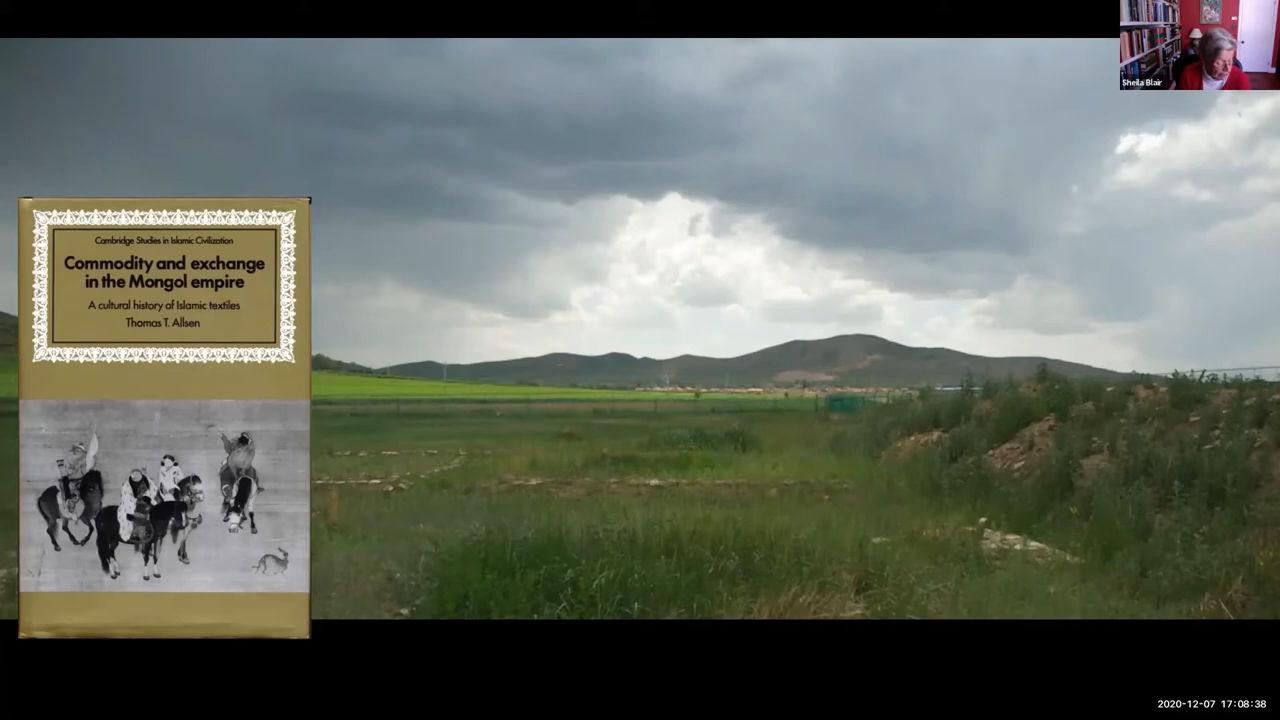 Sheila Blair
Cambridge Studies in Islamic Civilization
Commodity and exchange
in the Mongol empire
A cultural history of Islamic textiles
Thomas T. Allsen
2020-12-07 17:08:38